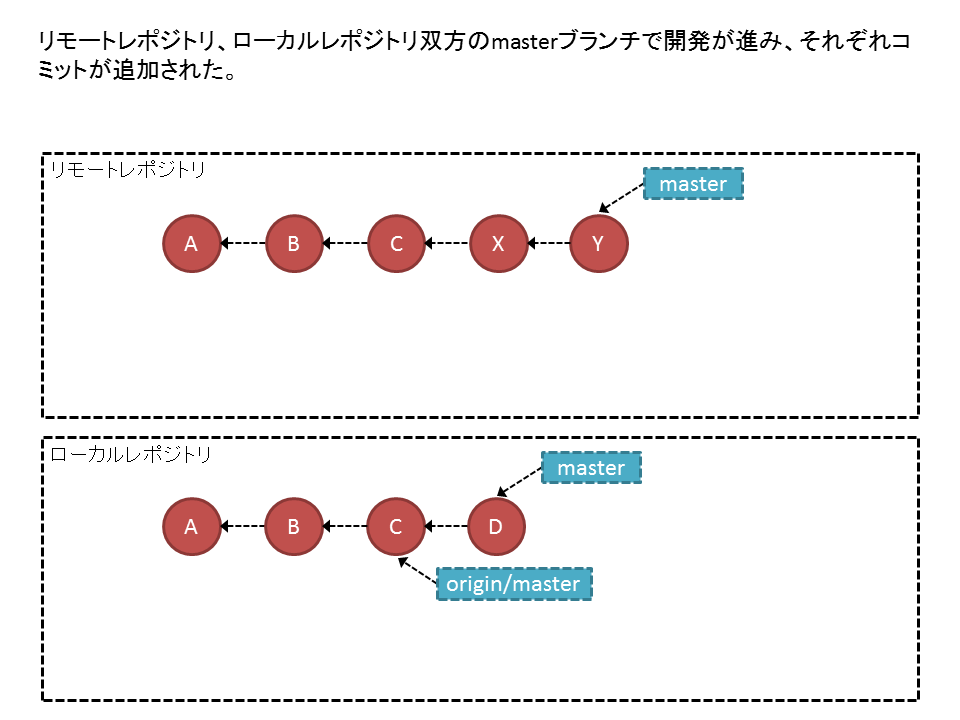 リモートレポジトリ、ローカルレポジトリ双方のmasterブランチで開発が進み、それぞれコ
ミットが追加された。
リモートレポジトリ
master
A
B
C
X
Y
ローカルレポジトリ
master
A
B
C
D
origin/master